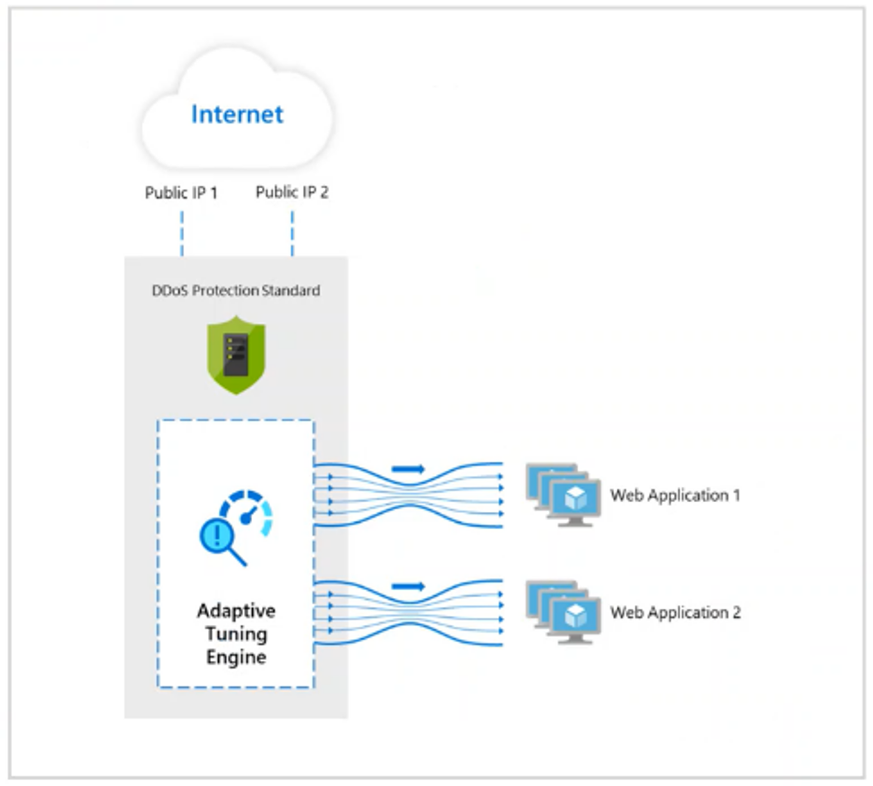 Internet
Public IP 1
Public IP 2
DDoS Protection Standard
Adaptive
Tuning
Engine
Web Application 1
Web Application 2